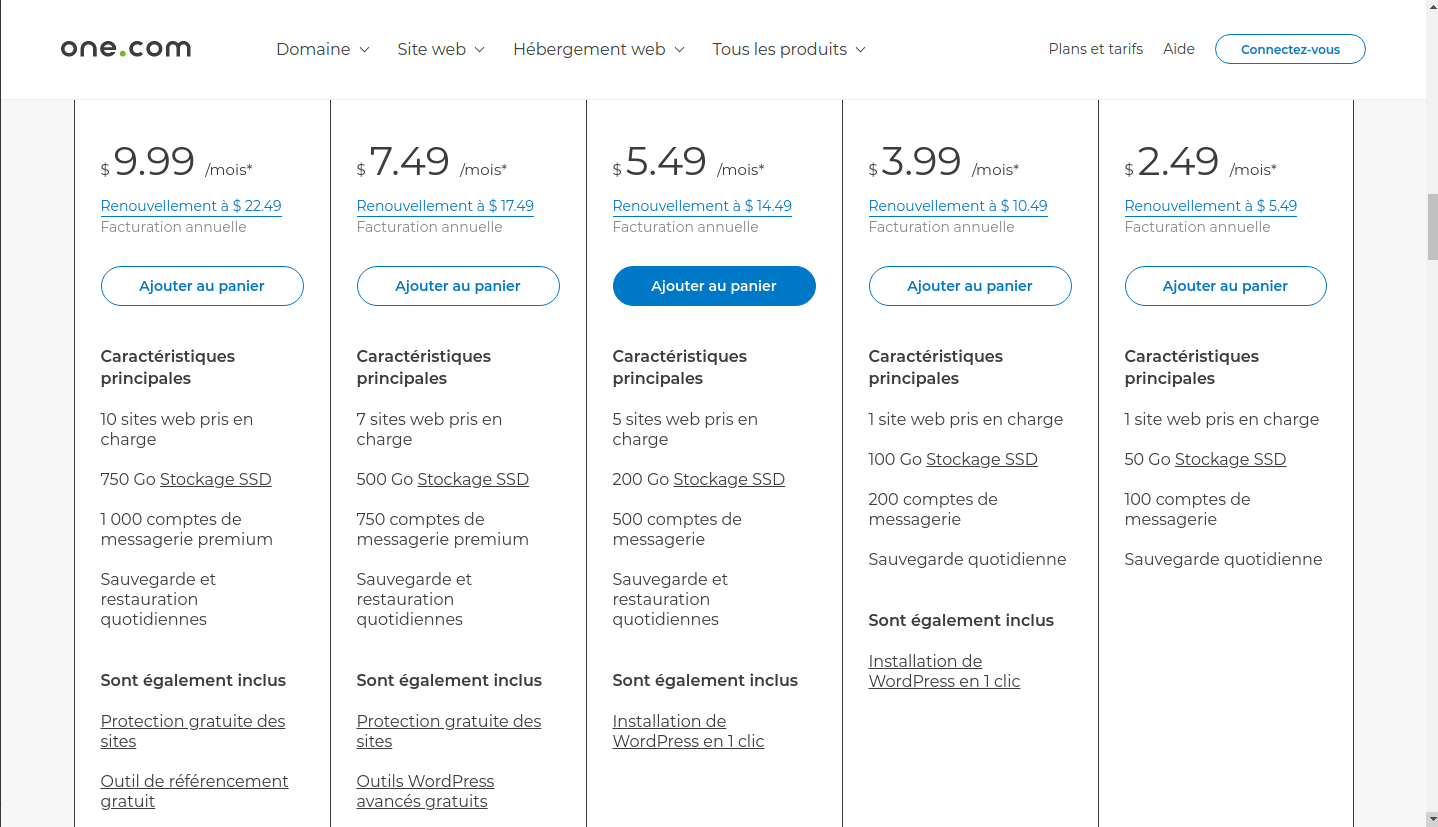 one.com
Domaine
Site web
Hébergement web
Tous les produits
Plans et tarifs
Aide
Connectez-vous
$ 9.99 /mois*
Renouvellement à $ 22.49
Facturation annuelle
Ajouter au panier
Caractéristiques
principales
10 sites web pris en
charge
750 Go Stockage SSD
1 000 comptes de
messagerie premium
Sauvegarde et
restauration
quotidiennes
Sont également inclus
Protection gratuite des
sites
Outil de référencement
gratuit
$ 7.49 /mois*
Renouvellement à $ 17.49
Facturation annuelle
Ajouter au panier
Caractéristiques
principales
7 sites web pris en
charge
500 Go Stockage SSD
750 comptes de
messagerie premium
Sauvegarde et
restauration
quotidiennes
Sont également inclus
Protection gratuite des
sites
Outils WordPress
avancés gratuits
$ 5.49 /mois*
Renouvellement à $ 14.49
Facturation annuelle
Ajouter au panier
Caractéristiques
principales
5 sites web pris en
charge
200 Go Stockage SSD
500 comptes de
messagerie
Sauvegarde et
restauration
quotidiennes
Sont également inclus
Installation de
WordPress en 1 clic
$ 3.99 /mois*
Renouvellement à $ 10.49
Facturation annuelle
Ajouter au panier
Caractéristiques
principales
1 site web pris en charge
100 Go Stockage SSD
200 comptes de
messagerie
Sauvegarde quotidienne
Sont également inclus
Installation de
WordPress en 1 clic
$ 2.49 /mois*
Renouvellement à $ 5.49
Facturation annuelle
Ajouter au panier
Caractéristiques
principales
1 site web pris en charge
50 Go Stockage SSD
100 comptes de
messagerie
Sauvegarde quotidienne